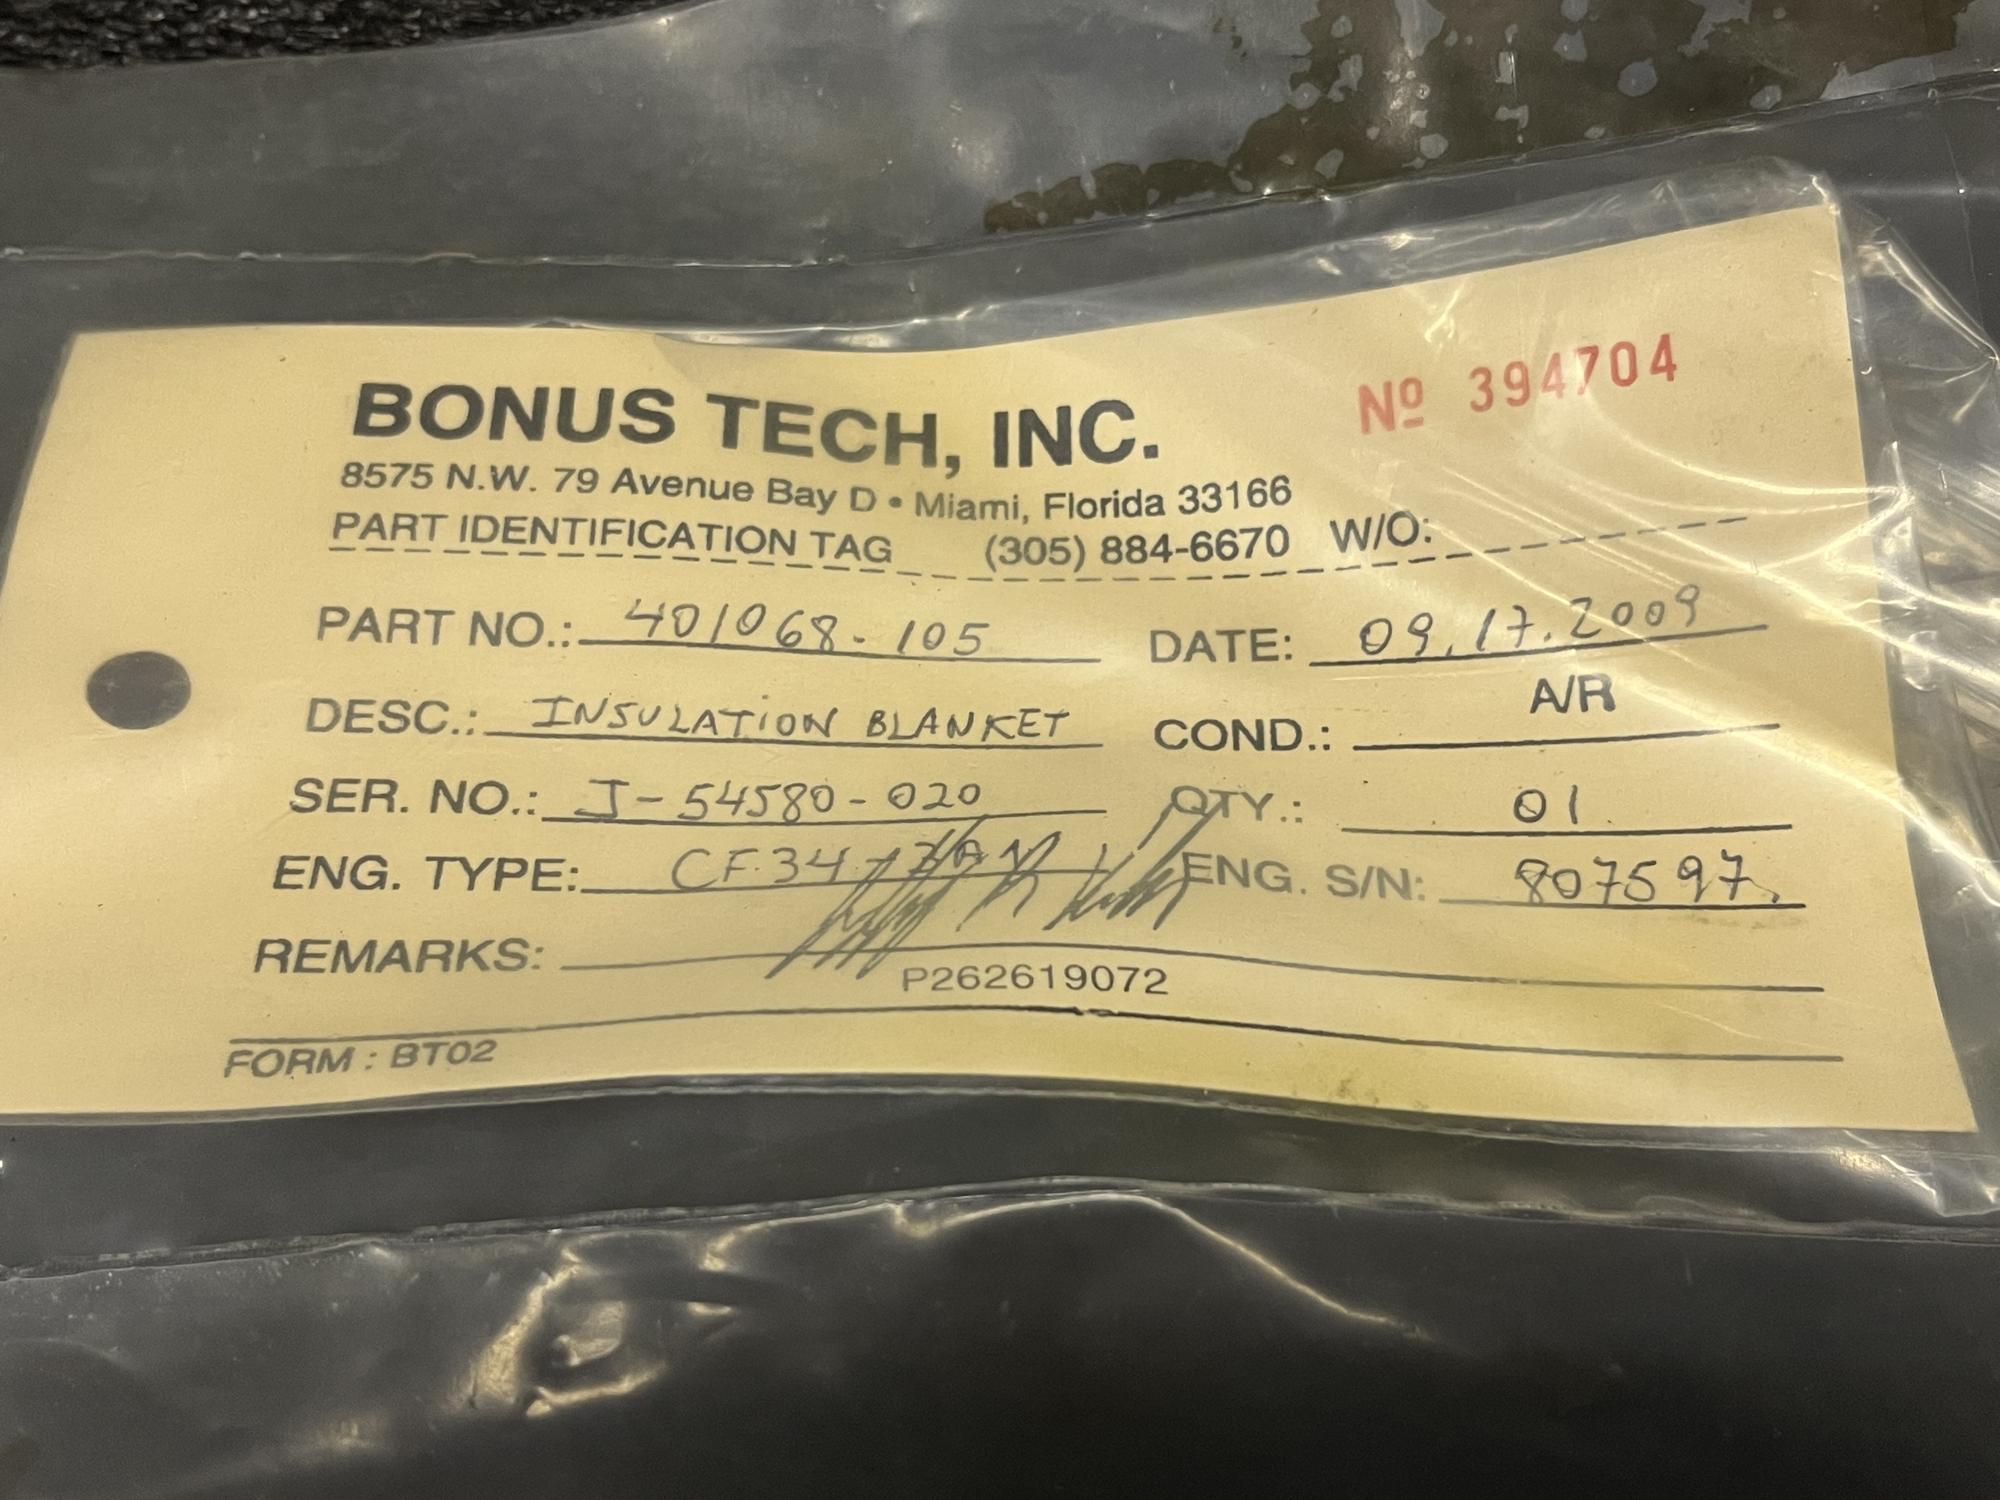 BONUS TECH, INC.
Nº 394704
8575 N.W. 79 Avenue Bay D • Miami, Florida 33166
PART IDENTIFICATION TAG (305) 884-6670 W/O:
PART NO.: 401068-105 DATE: 09.17.2009
DESC.: INSULATION BLANKET COND.: A/R
SER. NO.: J-54580-020 QTY.: 01
ENG. TYPE: CF34 ENG. S/N: 807597.
REMARKS:
P262619072
FORM : BT02